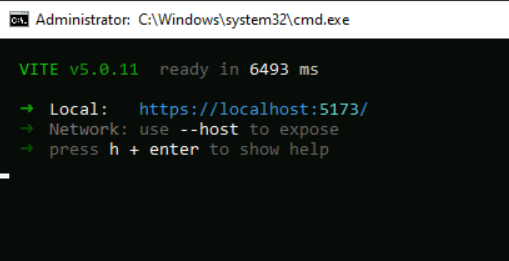 Administrator: C:\Windows\system32\cmd.exe
VITE v5.0.11 ready in 6493 ms
➜ Local: https://localhost:5173/
➜ Network: use --host to expose
➜ press h + enter to show help